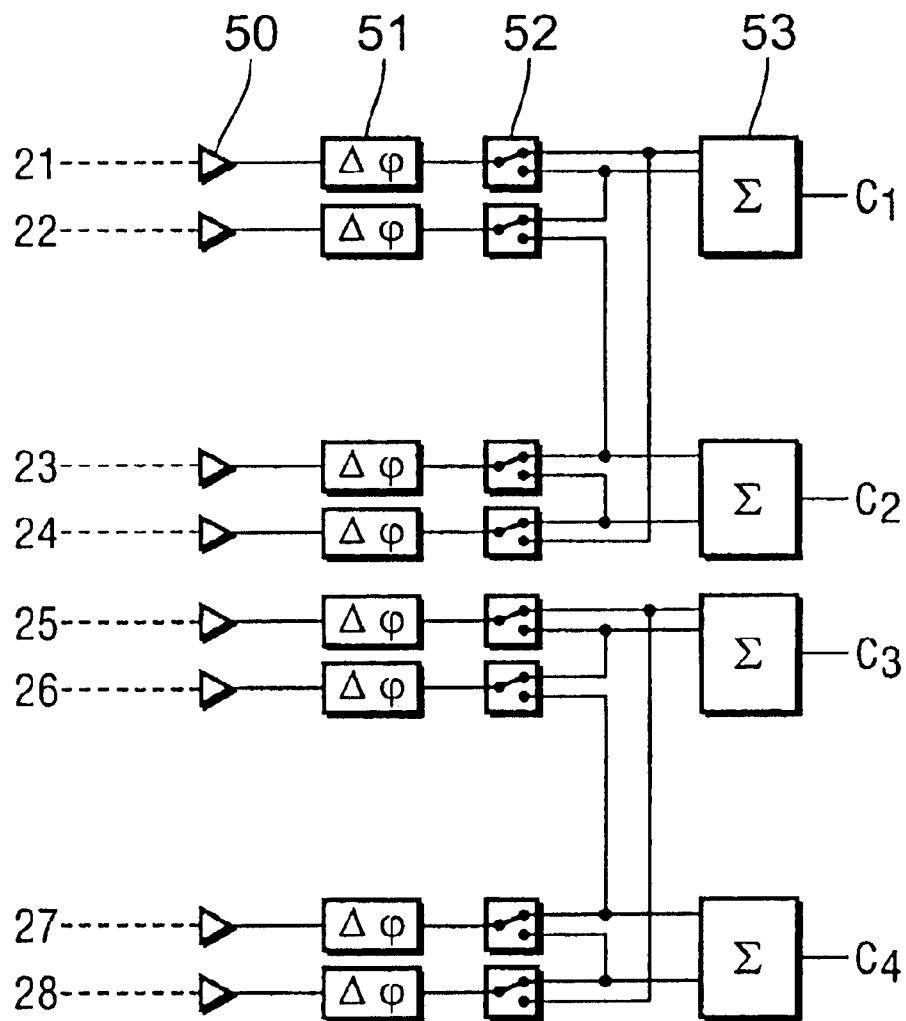 50 51 52 53
21 Δ φ
Σ C1
22 Δ φ
23 Δ φ
Σ C2
24 Δ φ
25 Δ φ
Σ C3
26 Δ φ
27 Δ φ
Σ C4
28 Δ φ